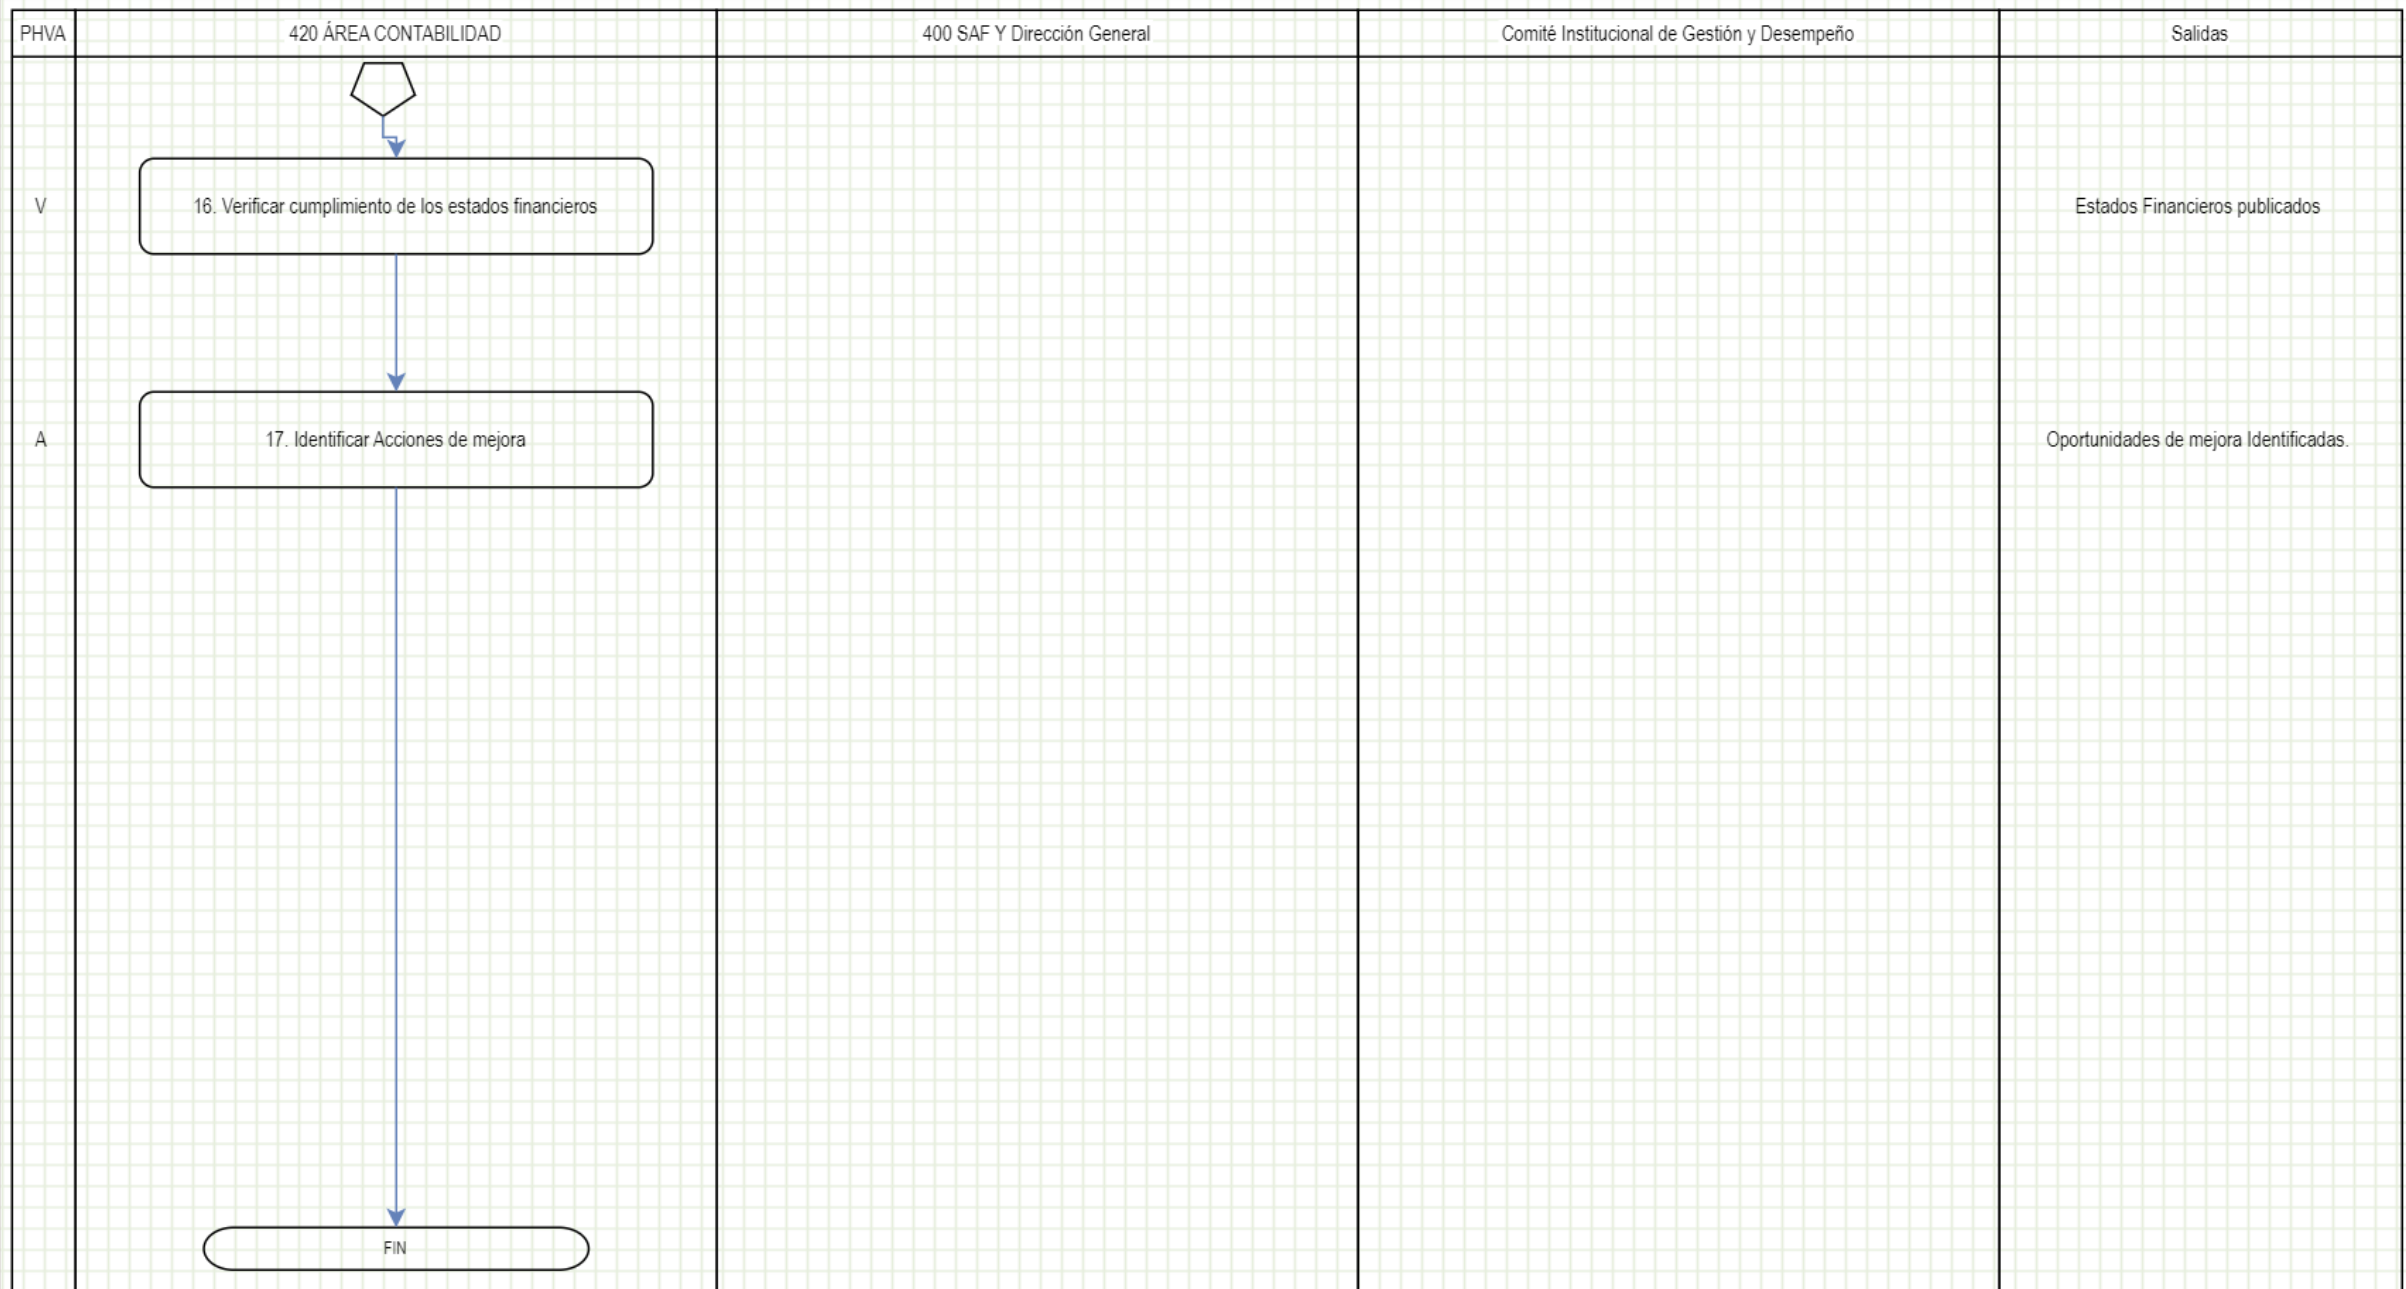 PHVA
420 ÁREA CONTABILIDAD
400 SAF Y Dirección General
Comité Institucional de Gestión y Desempeño
Salidas
V
16. Verificar cumplimiento de los estados financieros
Estados Financieros publicados
A
17. Identificar Acciones de mejora
Oportunidades de mejora Identificadas.
FIN